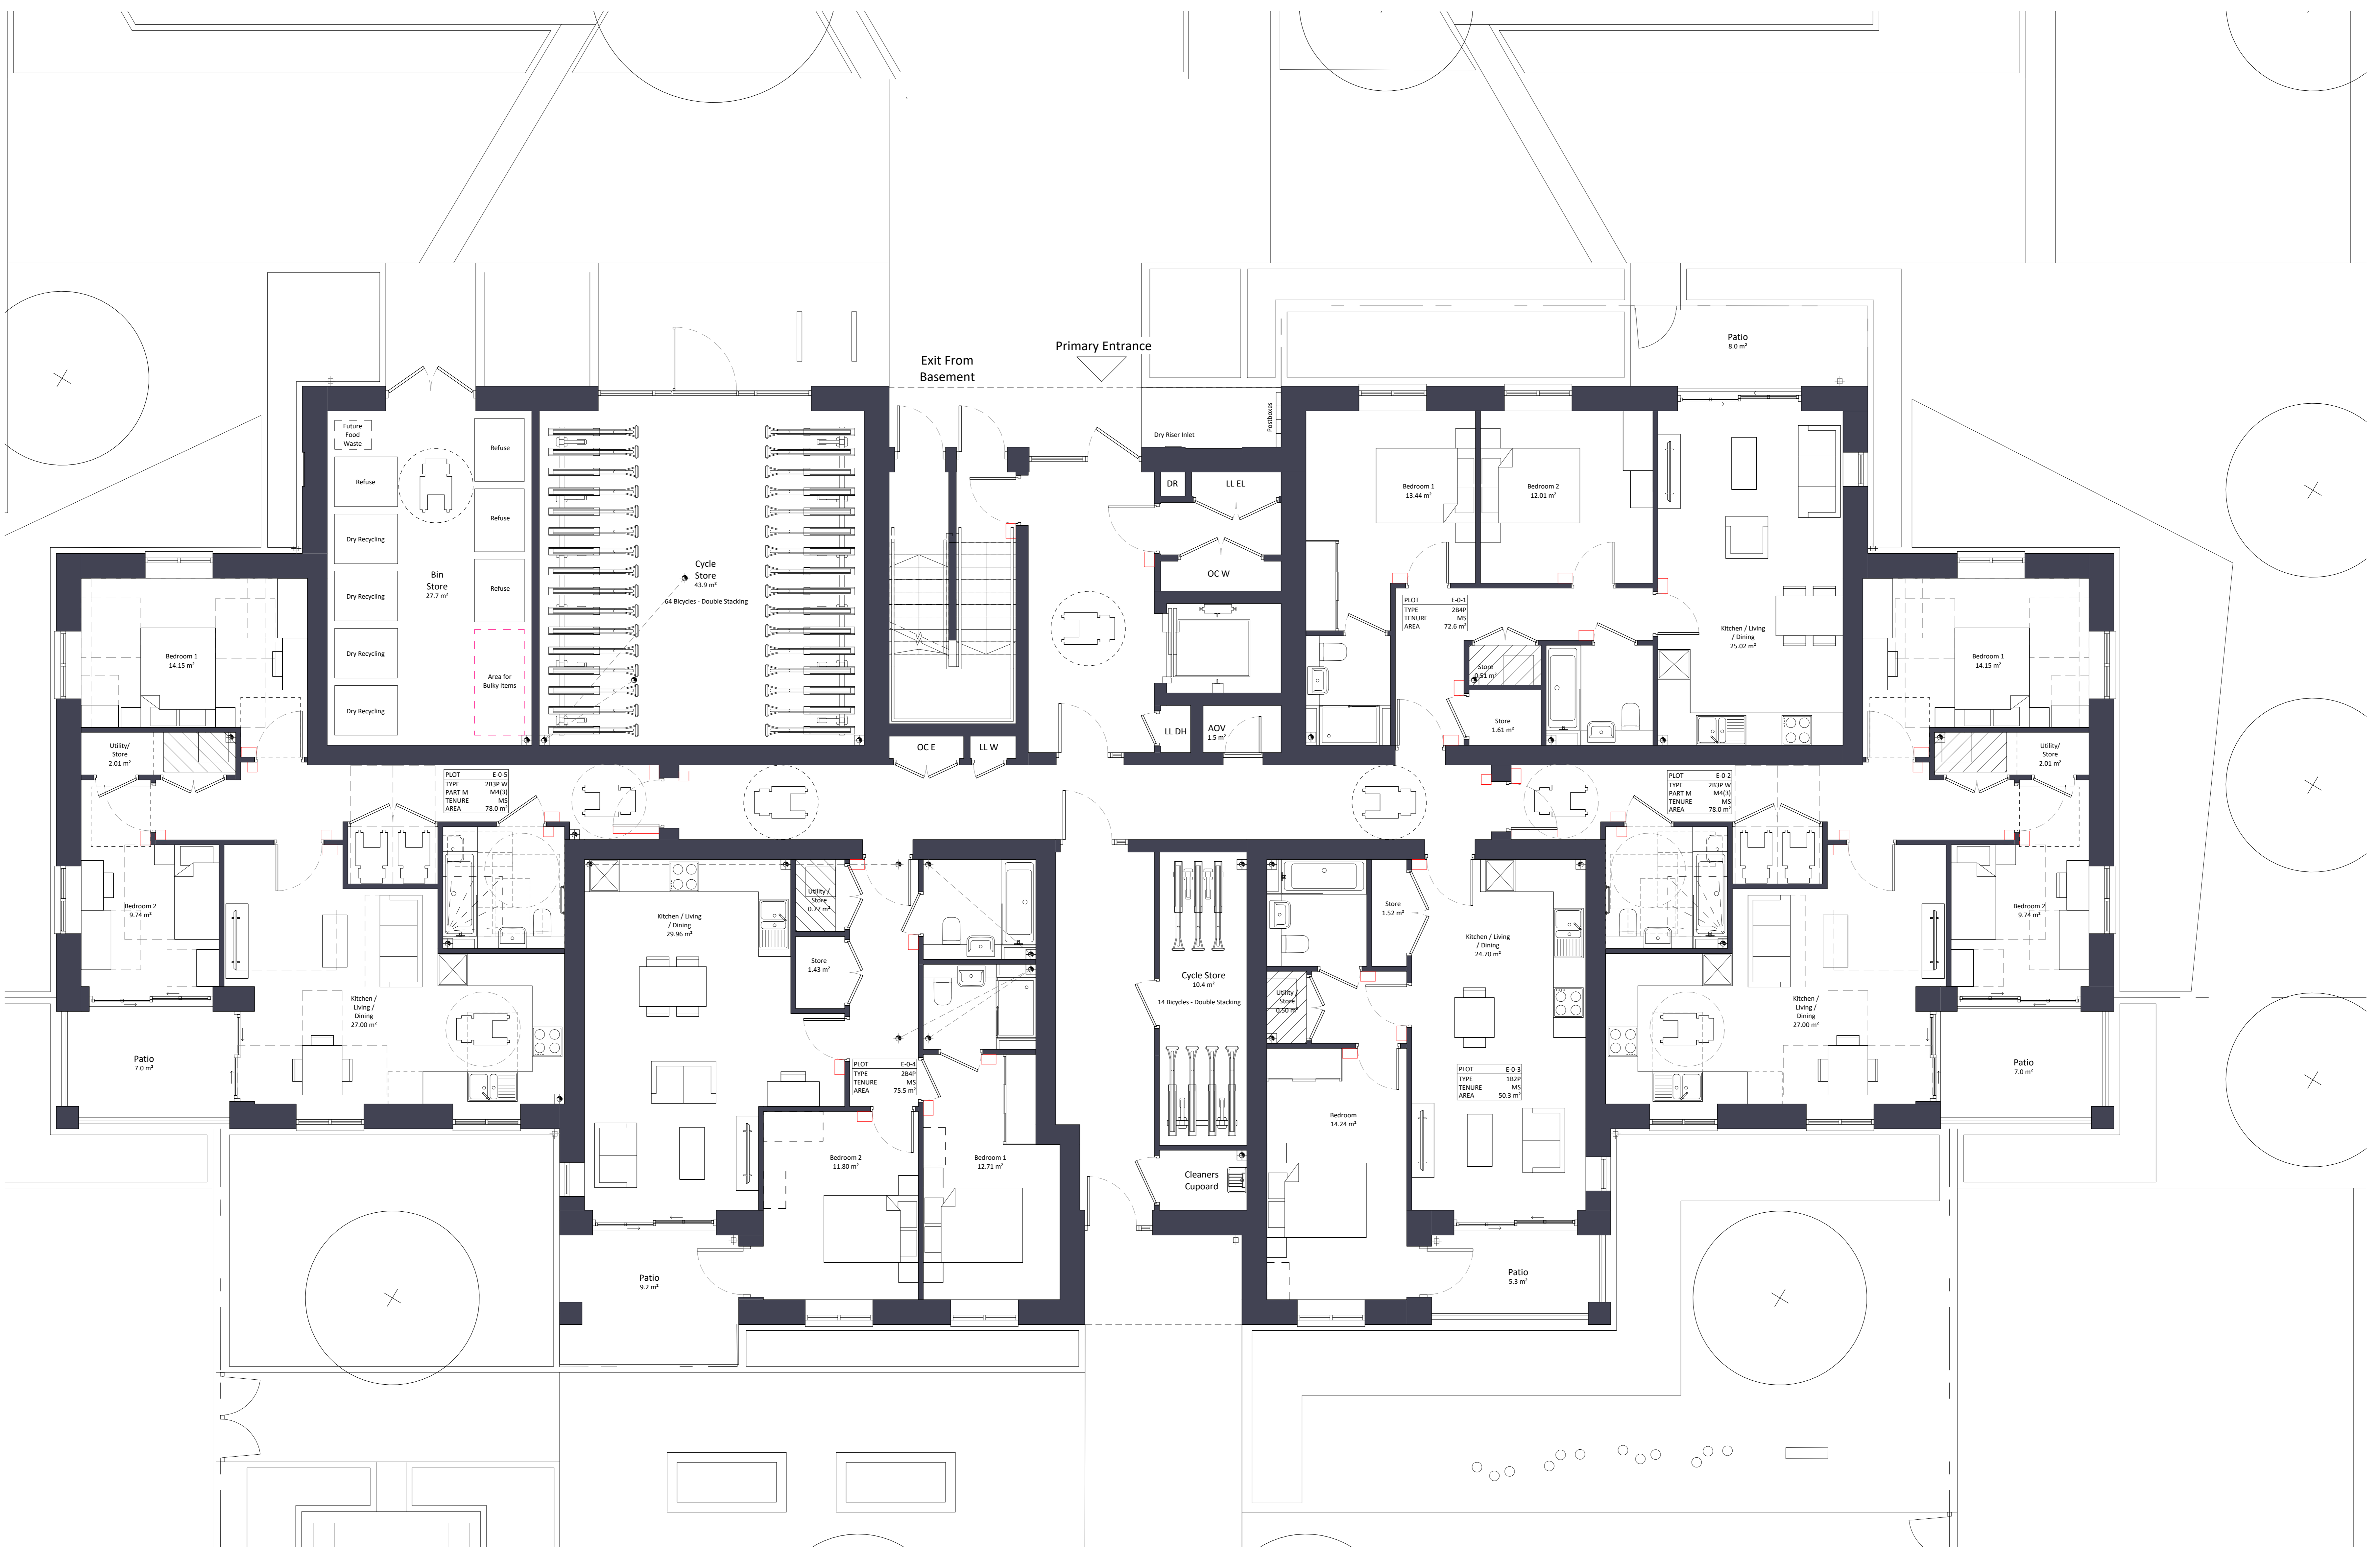 Exit From
Basement
Primary Entrance
Patio
8.0 m²
Postboxes
Dry Riser Inlet
Future
Food
Waste
Refuse
Refuse
Dry Recycling
Refuse
Dry Recycling
Refuse
Dry Recycling
Dry Recycling
Bin
Store
27.7 m²
Area for
Bulky Items
Cycle
Store
43.9 m²
64 Bicycles - Double Stacking
DR
LL EL
OC W
LL DH
AOV
1.5 m²
OC E
LL W
Bedroom 1
13.44 m²
Bedroom 2
12.01 m²
PLOT E-0-1
TYPE 2B4P
TENURE MS
AREA 72.6 m²
Store
0.51 m²
Store
1.61 m²
Kitchen / Living
/ Dining
25.02 m²
Bedroom 1
14.15 m²
Utility/
Store
2.01 m²
PLOT E-0-5
TYPE 2B3P W
PART M M4(3)
TENURE MS
AREA 78.0 m²
Bedroom 2
9.74 m²
Kitchen /
Living /
Dining
27.00 m²
Patio
7.0 m²
Kitchen / Living
/ Dining
29.96 m²
Utility /
Store
0.77 m²
Store
1.43 m²
PLOT E-0-4
TYPE 2B4P
TENURE MS
AREA 75.5 m²
Bedroom 2
11.80 m²
Bedroom 1
12.71 m²
Patio
9.2 m²
Cycle Store
10.4 m²
14 Bicycles - Double Stacking
Cleaners
Cupoard
Store
1.52 m²
Utility /
Store
0.50 m²
Kitchen / Living
/ Dining
24.70 m²
PLOT E-0-3
TYPE 1B2P
TENURE MS
AREA 50.3 m²
Bedroom
14.24 m²
Patio
5.3 m²
PLOT E-0-2
TYPE 2B3P W
PART M M4(3)
TENURE MS
AREA 78.0 m²
Bedroom 1
14.15 m²
Utility/
Store
2.01 m²
Bedroom 2
9.74 m²
Kitchen /
Living /
Dining
27.00 m²
Patio
7.0 m²